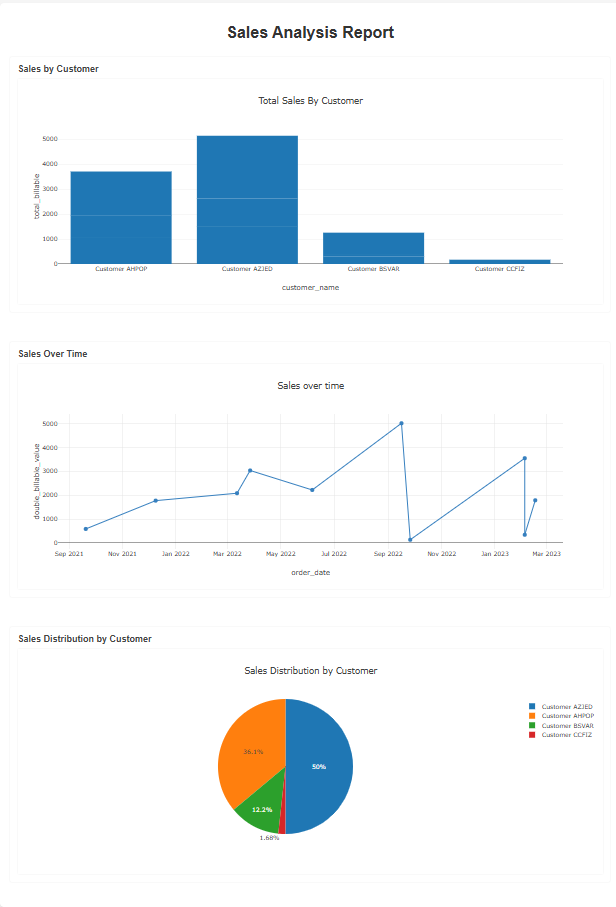 Sales Analysis Report
Sales by Customer
Total Sales By Customer
total_billable
5000
4000
3000
2000
1000
0
Customer AHPOP Customer AZJED Customer BSVAR Customer CCFIZ
customer_name
Sales Over Time
Sales over time
double_billable_value
5000
4000
3000
2000
1000
0
Sep 2021 Nov 2021 Jan 2022 Mar 2022 May 2022 Jul 2022 Sep 2022 Nov 2022 Jan 2023 Mar 2023
order_date
Sales Distribution by Customer
Sales Distribution by Customer
Customer AZJED
Customer AHPOP
Customer BSVAR
Customer CCFIZ
36.1%
50%
12.2%
1.68%